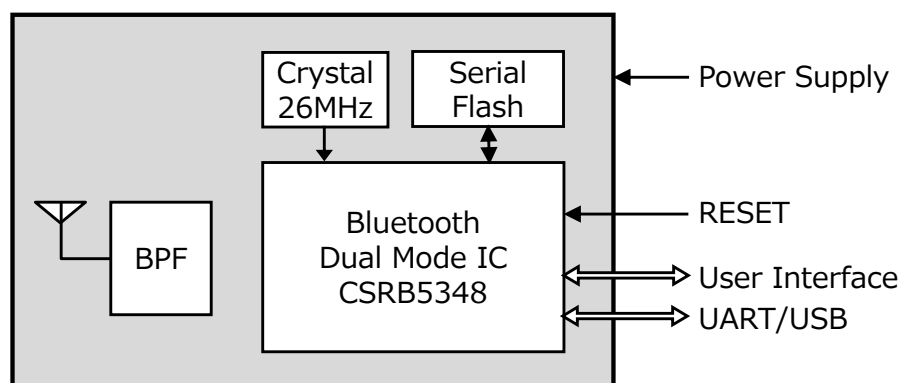 Crystal
26MHz
Serial
Flash
Power Supply
BPF
Bluetooth
Dual Mode IC
CSRB5348
RESET
User Interface
UART/USB